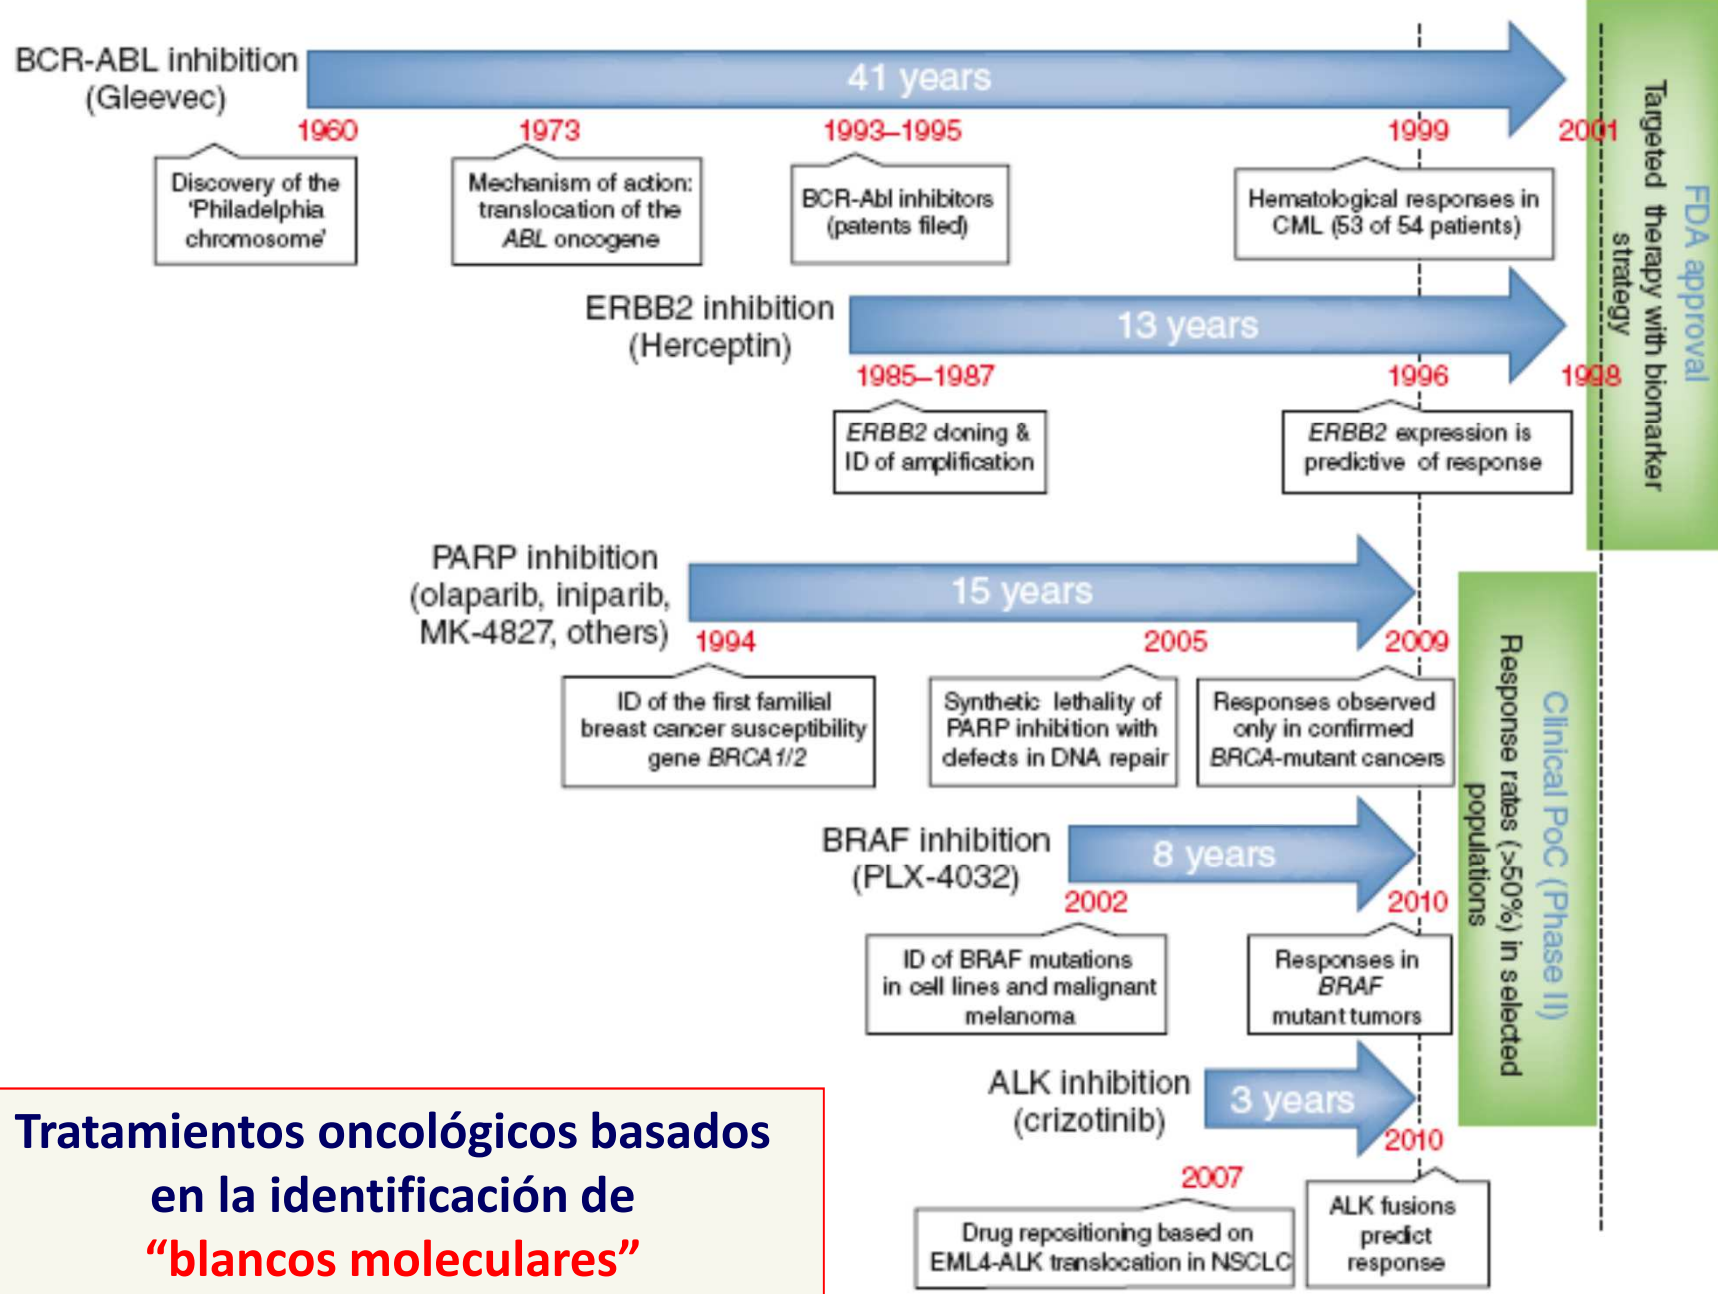 BCR-ABL inhibition
(Gleevec)
41 years
1960
1973
1993–1995
1999
2001
Discovery of the
'Philadelphia
chromosome'
Mechanism of action:
translocation of the
ABL oncogene
BCR-Abl inhibitors
(patents filed)
Hematological responses in
CML (53 of 54 patients)
ERBB2 inhibition
(Herceptin)
13 years
1985–1987
1996
1998
ERBB2 cloning &
ID of amplification
ERBB2 expression is
predictive of response
FDA approval
Targeted therapy with biomarker
strategy
PARP inhibition
(olaparib, iniparib,
MK-4827, others)
15 years
1994
2005
2009
ID of the first familial
breast cancer susceptibility
gene BRCA1/2
Synthetic lethality of
PARP inhibition with
defects in DNA repair
Responses observed
only in confirmed
BRCA-mutant cancers
BRAF inhibition
(PLX-4032)
8 years
2002
2010
ID of BRAF mutations
in cell lines and malignant
melanoma
Responses in
BRAF
mutant tumors
ALK inhibition
(crizotinib)
3 years
2010
2007
Drug repositioning based on
EML4-ALK translocation in NSCLC
ALK fusions
predict
response
Clinical PoC (Phase II)
Response rates (>50%) in selected
populations
Tratamientos oncológicos basados
en la identificación de
“blancos moleculares”